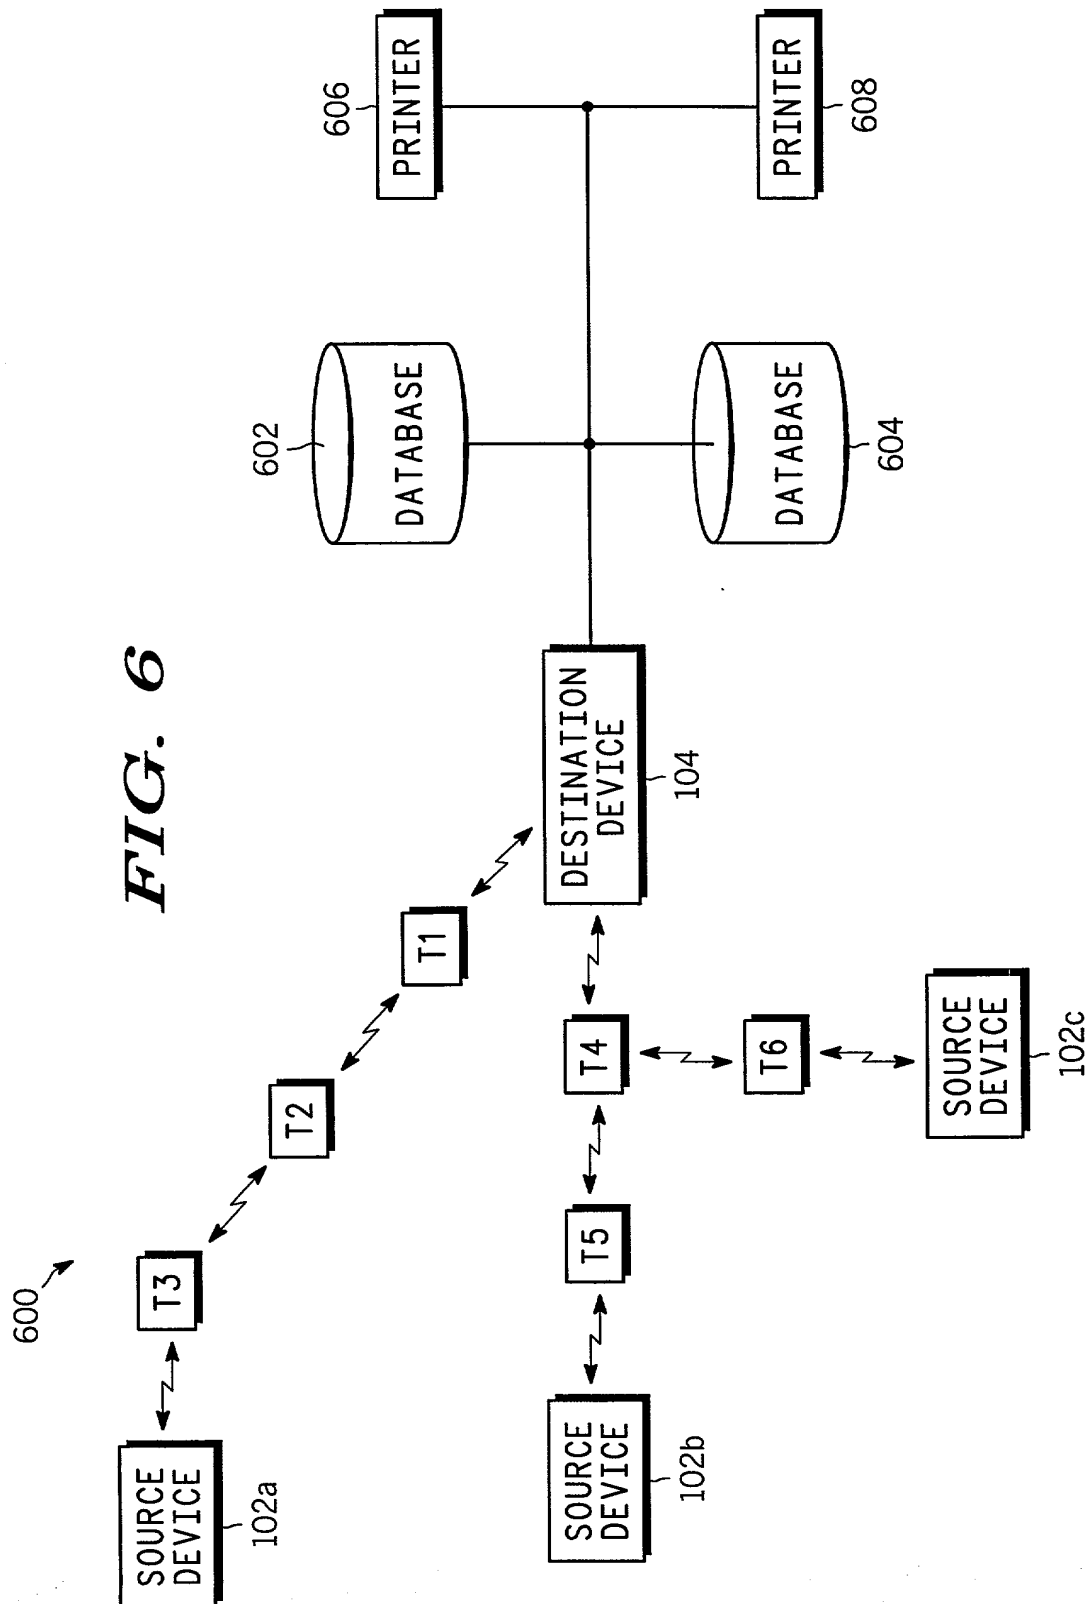 FIG. 6
600
SOURCE
DEVICE
102a
T3
T2
T1
SOURCE
DEVICE
102b
T5
T4
T6
SOURCE
DEVICE
102c
DESTINATION
DEVICE
104
602
DATABASE
DATABASE
604
606
PRINTER
PRINTER
608